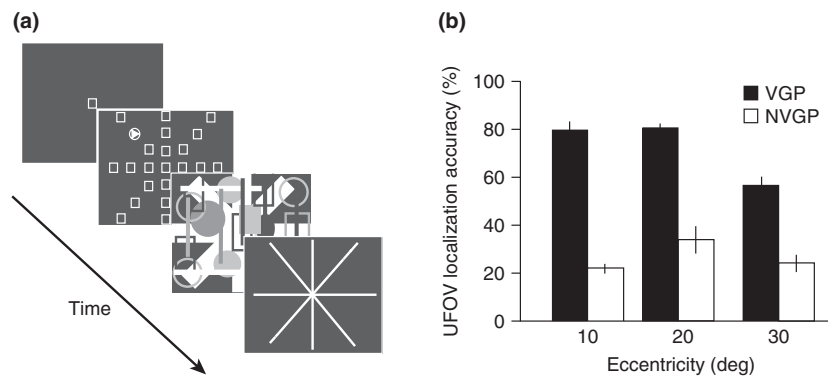 (a)
Time
(b)
UFOV localization accuracy (%)
100
80
60
40
20
0
VGP
NVGP
10 20 30
Eccentricity (deg)